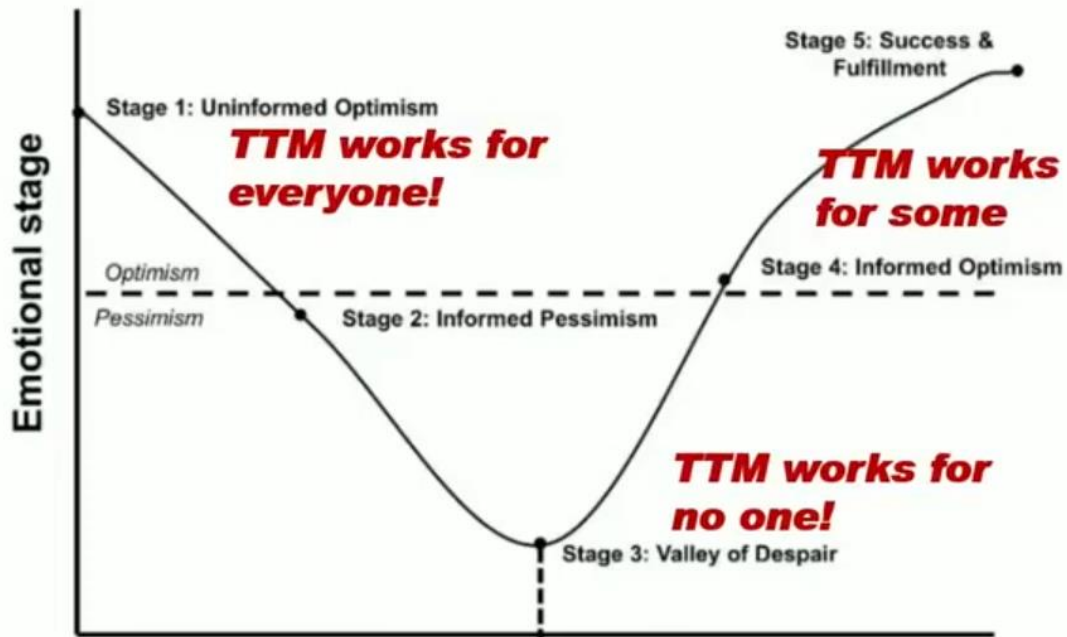 Emotional stage
Stage 5: Success &
Fulfillment
Stage 1: Uninformed Optimism
TTM works for
everyone!
TTM works
for some
Optimism
Stage 4: Informed Optimism
Pessimism
Stage 2: Informed Pessimism
TTM works for
no one!
Stage 3: Valley of Despair